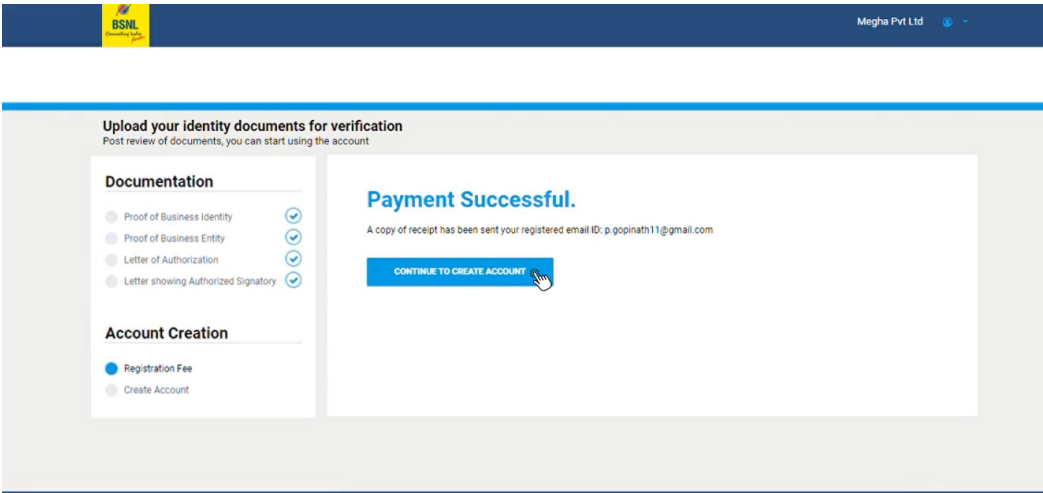 BSNL
Connecting India
Megha Pvt Ltd
Upload your identity documents for verification
Post review of documents, you can start using the account
Documentation
Proof of Business Identity
Proof of Business Entity
Letter of Authorization
Letter showing Authorized Signatory
Account Creation
Registration Fee
Create Account
Payment Successful.
A copy of receipt has been sent your registered email ID: p.gopinath11@gmail.com
CONTINUE TO CREATE ACCOUNT